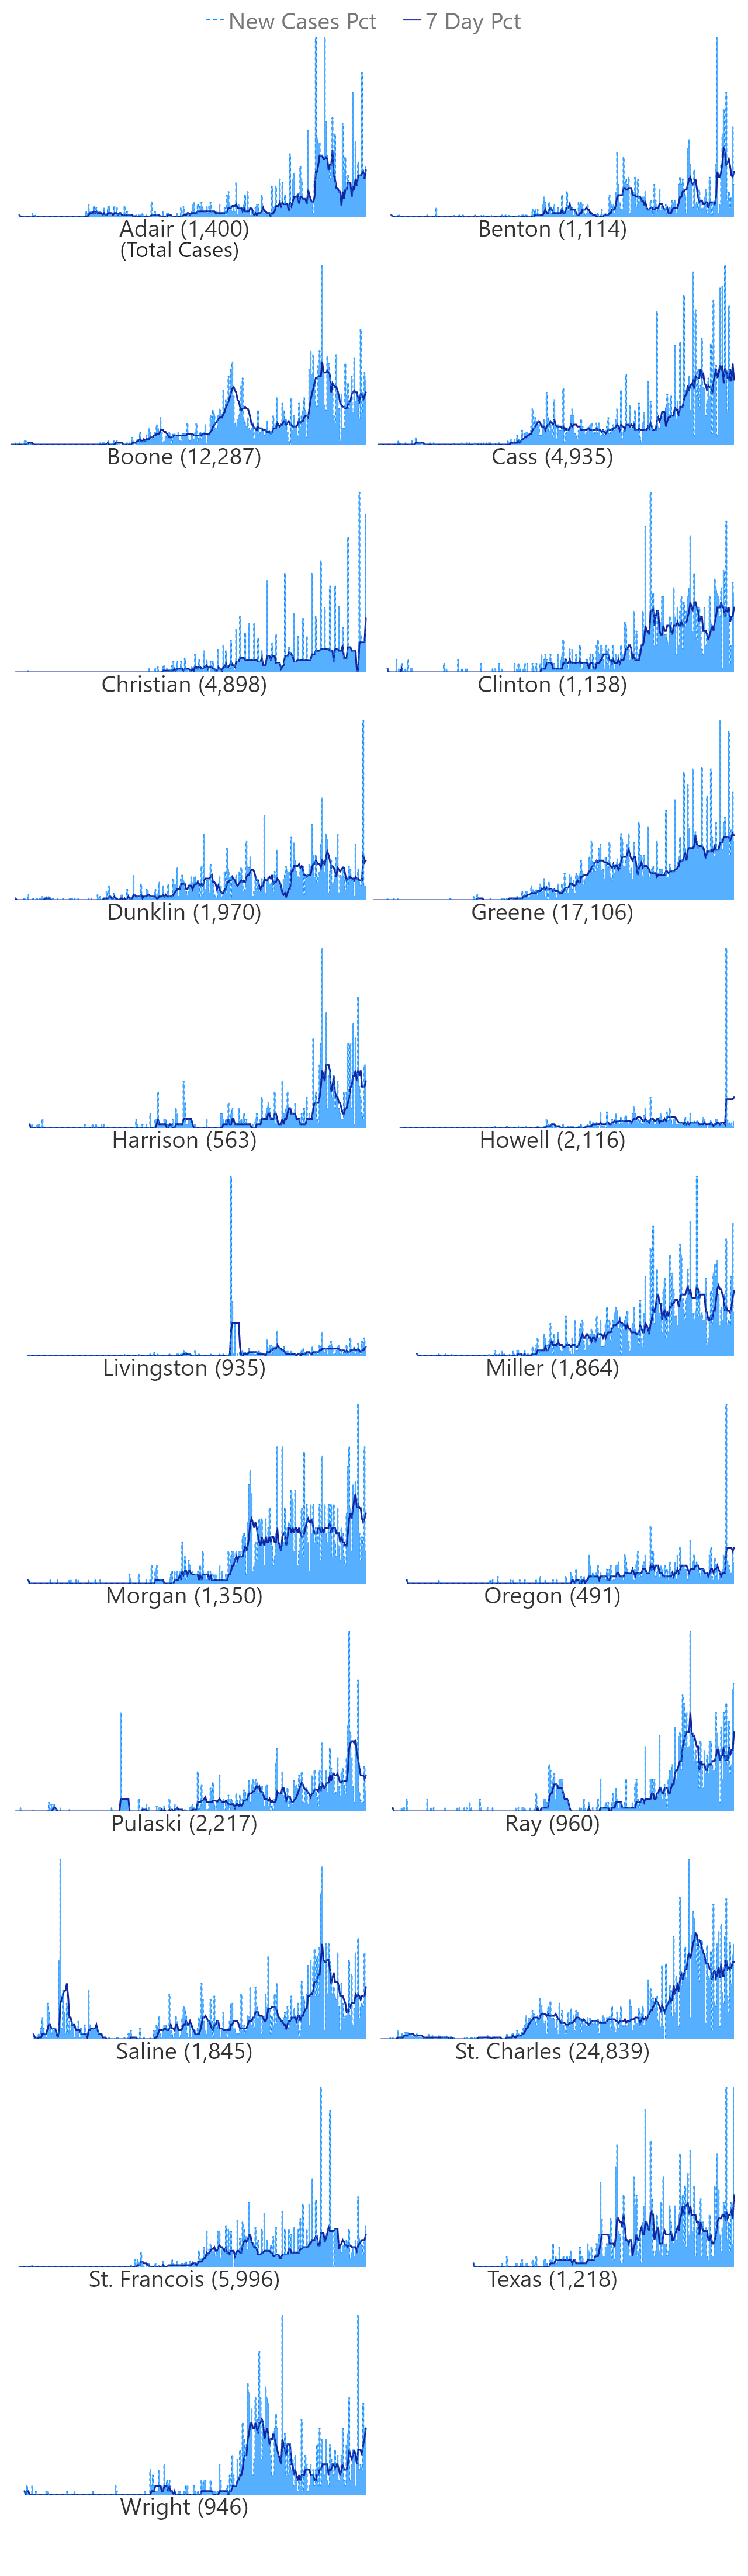 New Cases Pct 7 Day Pct
Adair (1,400) Benton (1,114)
(Total Cases)
Boone (12,287) Cass (4,935)
Christian (4,898) Clinton (1,138)
Dunklin (1,970) Greene (17,106)
Harrison (563) Howell (2,116)
Livingston (935) Miller (1,864)
Morgan (1,350) Oregon (491)
Pulaski (2,217) Ray (960)
Saline (1,845) St. Charles (24,839)
St. Francois (5,996) Texas (1,218)
Wright (946)